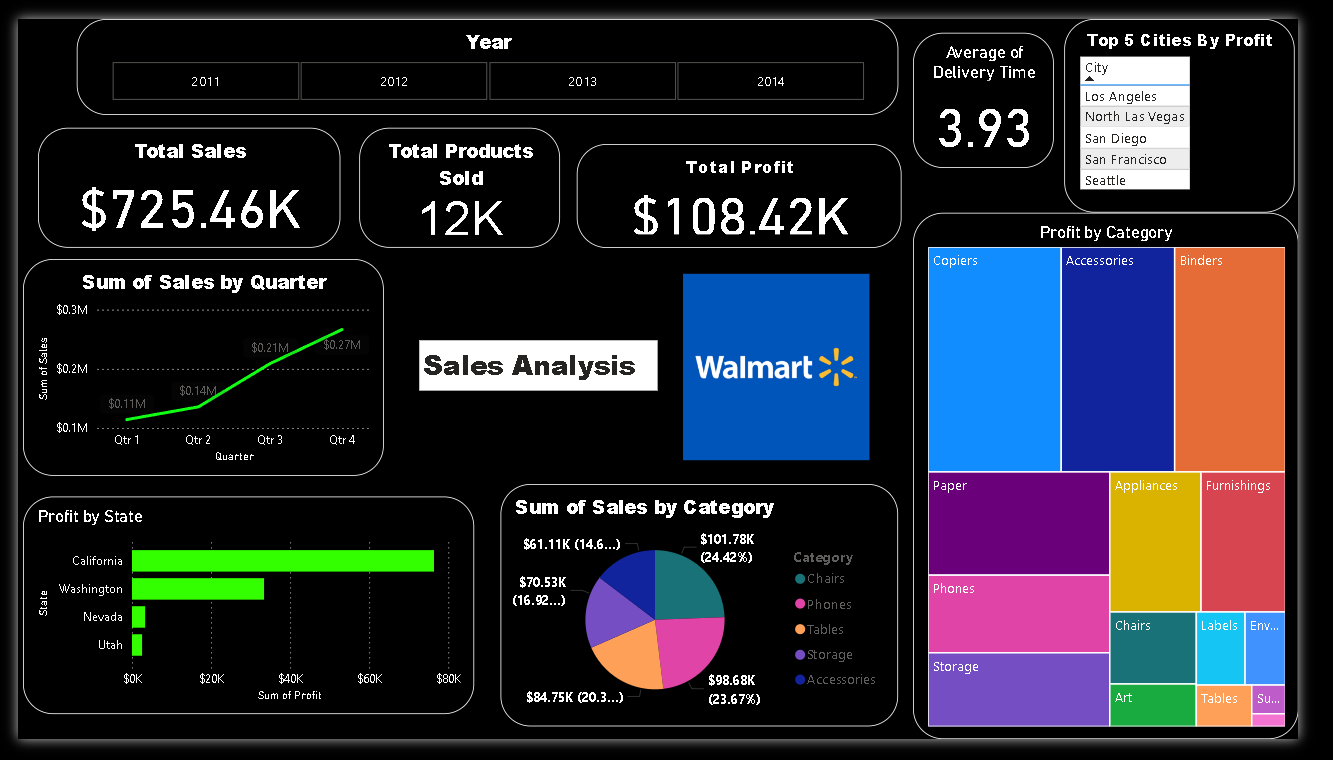 Year
2011
2012
2013
2014
Average of
Delivery Time
3.93
Top 5 Cities By Profit
City
Los Angeles
North Las Vegas
San Diego
San Francisco
Seattle
Total Sales
$725.46K
Total Products
Sold
12K
Total Profit
$108.42K
Sum of Sales by Quarter
$0.3M
$0.2M
$0.1M
Sum of Sales
$0.11M
$0.14M
$0.21M
$0.27M
Qtr 1
Qtr 2
Qtr 3
Qtr 4
Quarter
Sales Analysis
Walmart
Profit by Category
Copiers
Accessories
Binders
Paper
Appliances
Furnishings
Phones
Storage
Chairs
Labels
Env...
Art
Tables
Su...
Profit by State
State
California
Washington
Nevada
Utah
$0K
$20K
$40K
$60K
$80K
Sum of Profit
Sum of Sales by Category
$61.11K (14.6...)
$101.78K
(24.42%)
$70.53K
(16.92...)
$84.75K (20.3...)
$98.68K
(23.67%)
Category
Chairs
Phones
Tables
Storage
Accessories